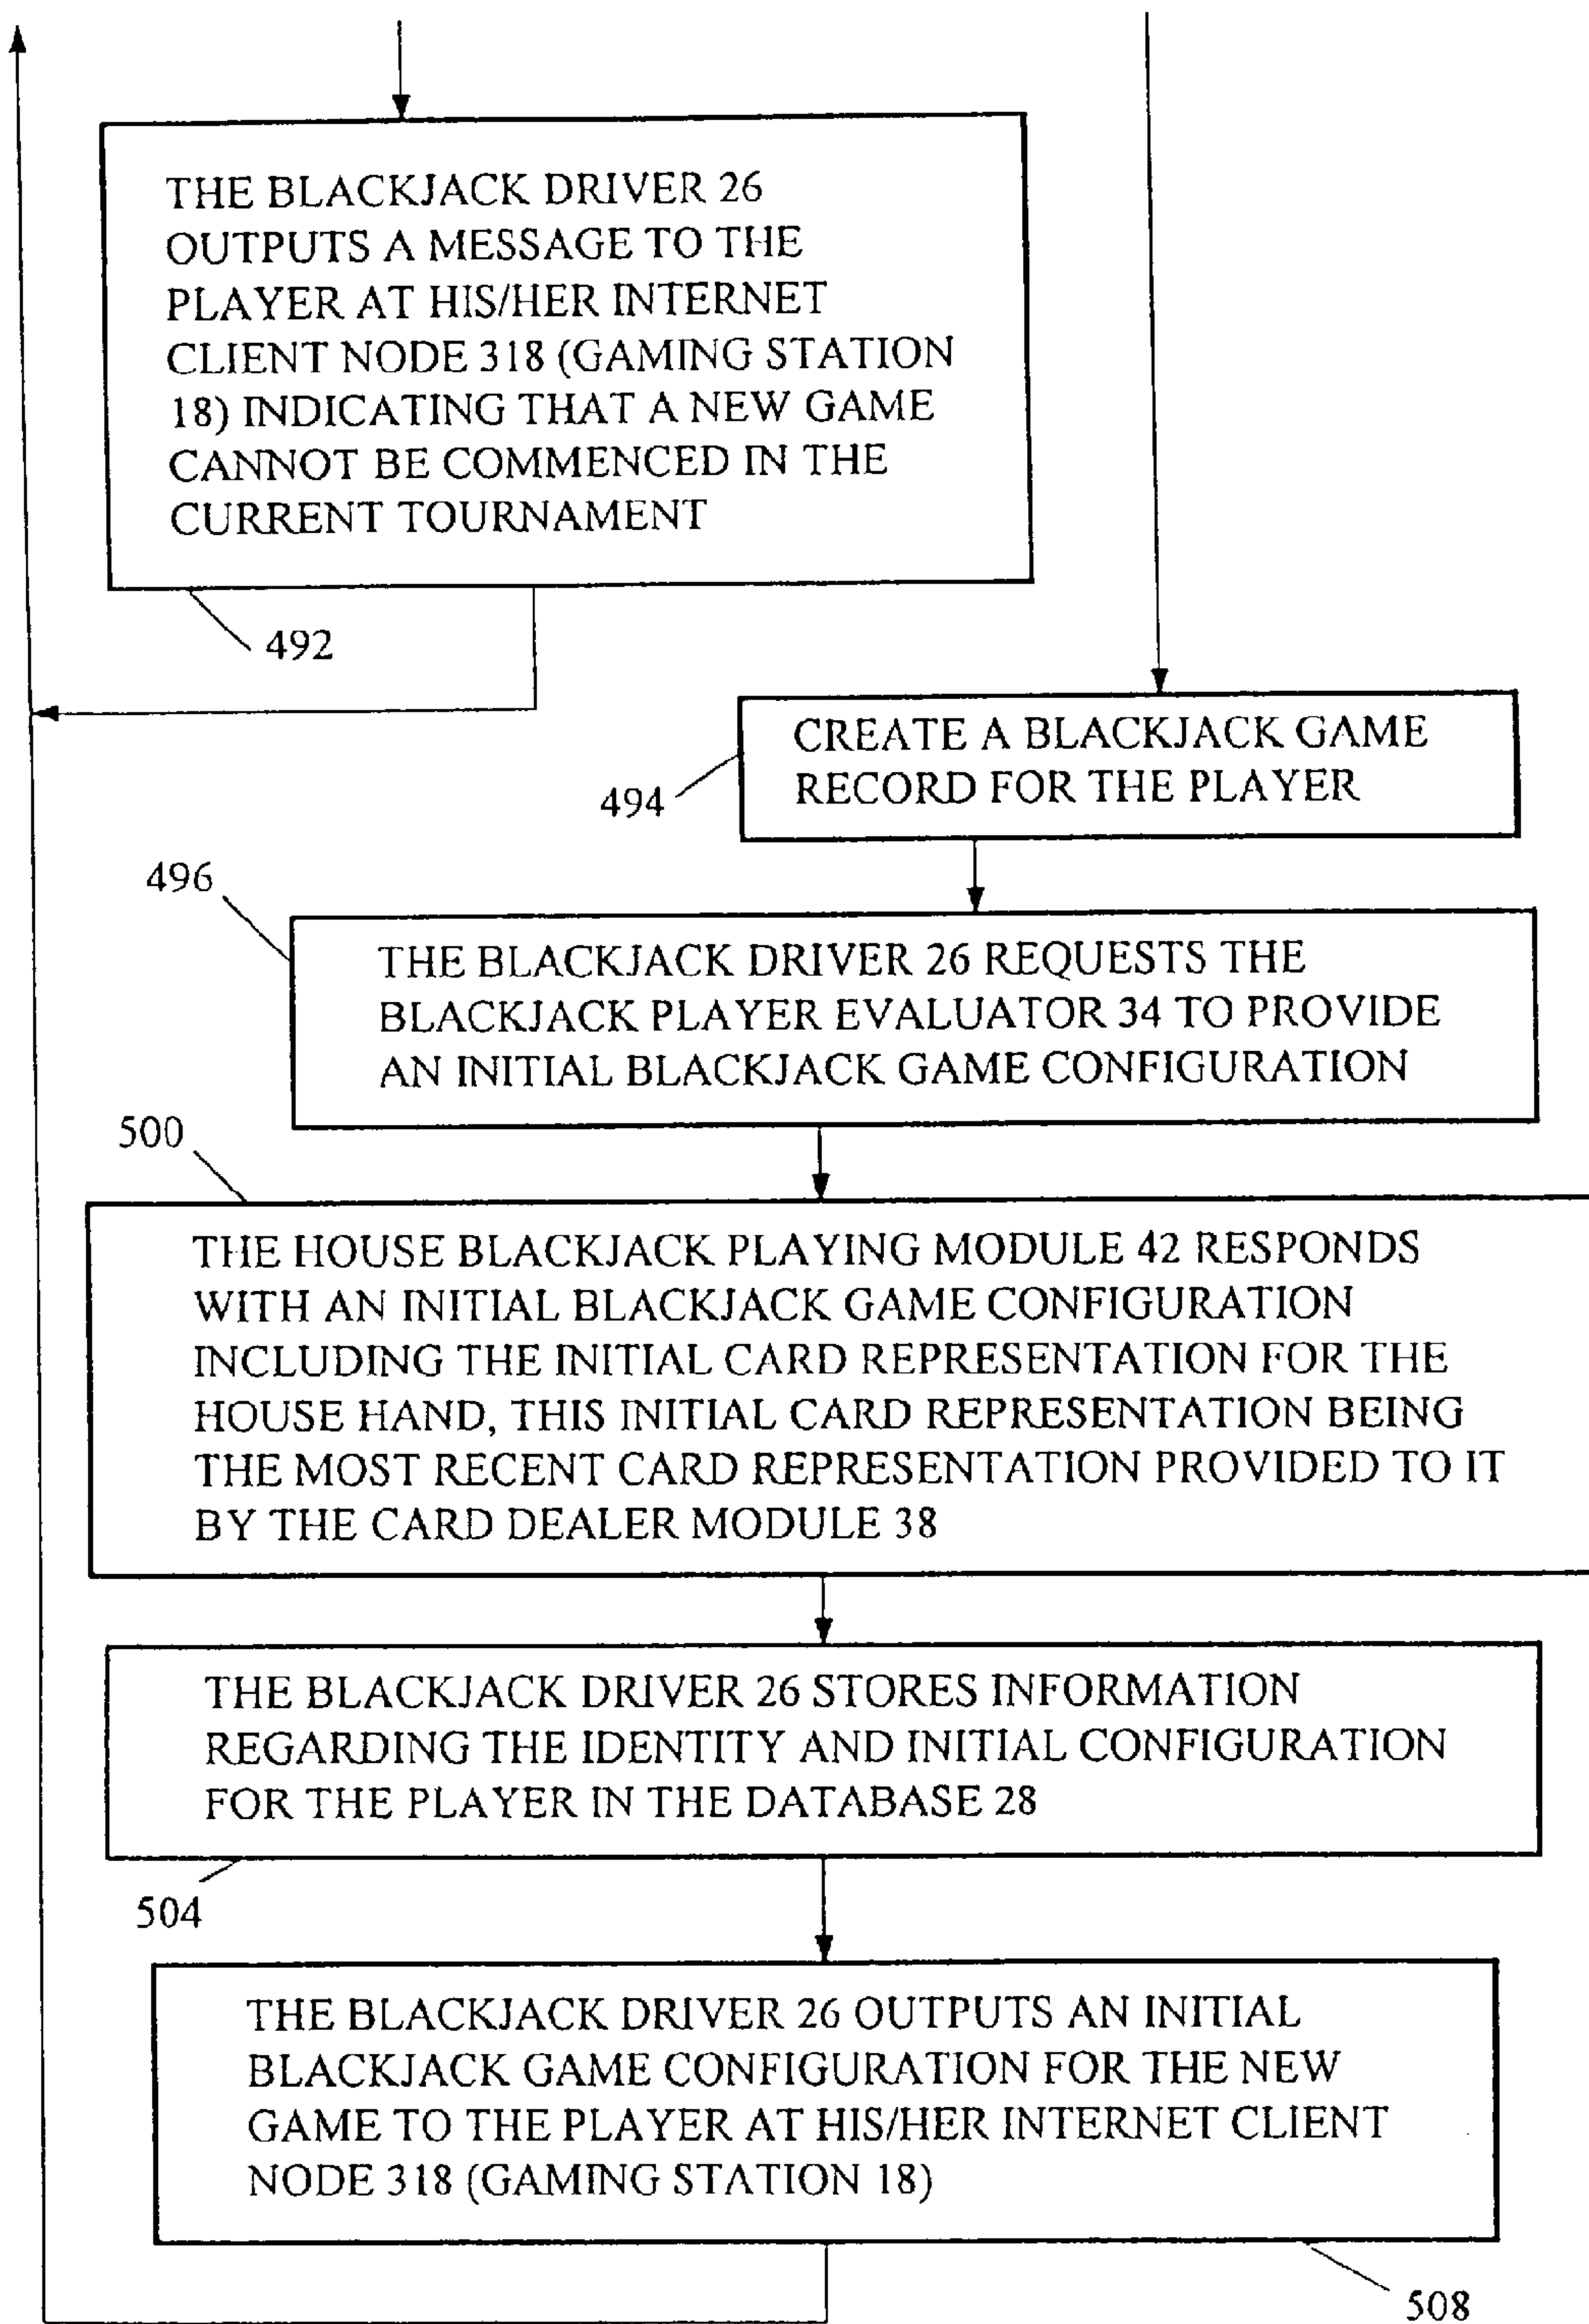 THE BLACKJACK DRIVER 26
OUTPUTS A MESSAGE TO THE
PLAYER AT HIS/HER INTERNET
CLIENT NODE 318 (GAMING STATION
18) INDICATING THAT A NEW GAME
CANNOT BE COMMENCED IN THE
CURRENT TOURNAMENT
492
CREATE A BLACKJACK GAME
RECORD FOR THE PLAYER
494
496
THE BLACKJACK DRIVER 26 REQUESTS THE
BLACKJACK PLAYER EVALUATOR 34 TO PROVIDE
AN INITIAL BLACKJACK GAME CONFIGURATION
500
THE HOUSE BLACKJACK PLAYING MODULE 42 RESPONDS
WITH AN INITIAL BLACKJACK GAME CONFIGURATION
INCLUDING THE INITIAL CARD REPRESENTATION FOR THE
HOUSE HAND, THIS INITIAL CARD REPRESENTATION BEING
THE MOST RECENT CARD REPRESENTATION PROVIDED TO IT
BY THE CARD DEALER MODULE 38
THE BLACKJACK DRIVER 26 STORES INFORMATION
REGARDING THE IDENTITY AND INITIAL CONFIGURATION
FOR THE PLAYER IN THE DATABASE 28
504
THE BLACKJACK DRIVER 26 OUTPUTS AN INITIAL
BLACKJACK GAME CONFIGURATION FOR THE NEW
GAME TO THE PLAYER AT HIS/HER INTERNET CLIENT
NODE 318 (GAMING STATION 18)
508